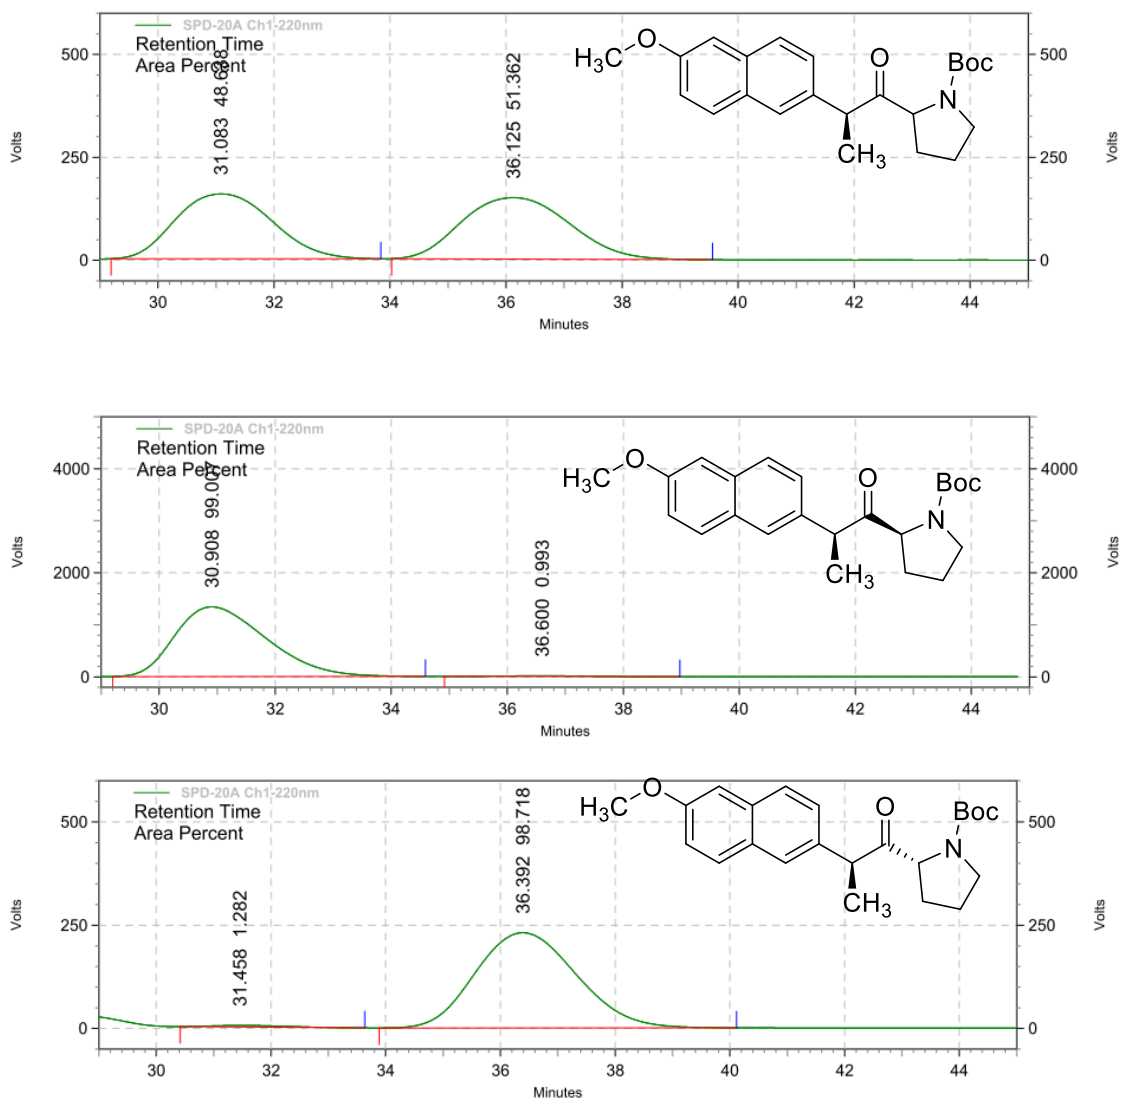 SPD-20A Ch1-220nm
Retention Time
Area Percent
31.083 48.638
36.125 51.362
H₃C
O
O
Boc
N
CH₃
500
250
0
500
250
0
Volts
Volts
30 32 34 36 38 40 42 44
Minutes
SPD-20A Ch1-220nm
Retention Time
Area Percent
30.908 99.007
36.600 0.993
H₃C
O
O
Boc
N
CH₃
4000
2000
0
4000
2000
0
Volts
Volts
30 32 34 36 38 40 42 44
Minutes
SPD-20A Ch1-220nm
Retention Time
Area Percent
31.458 1.282
36.392 98.718
H₃C
O
O
Boc
N
CH₃
500
250
0
500
250
0
Volts
Volts
30 32 34 36 38 40 42 44
Minutes